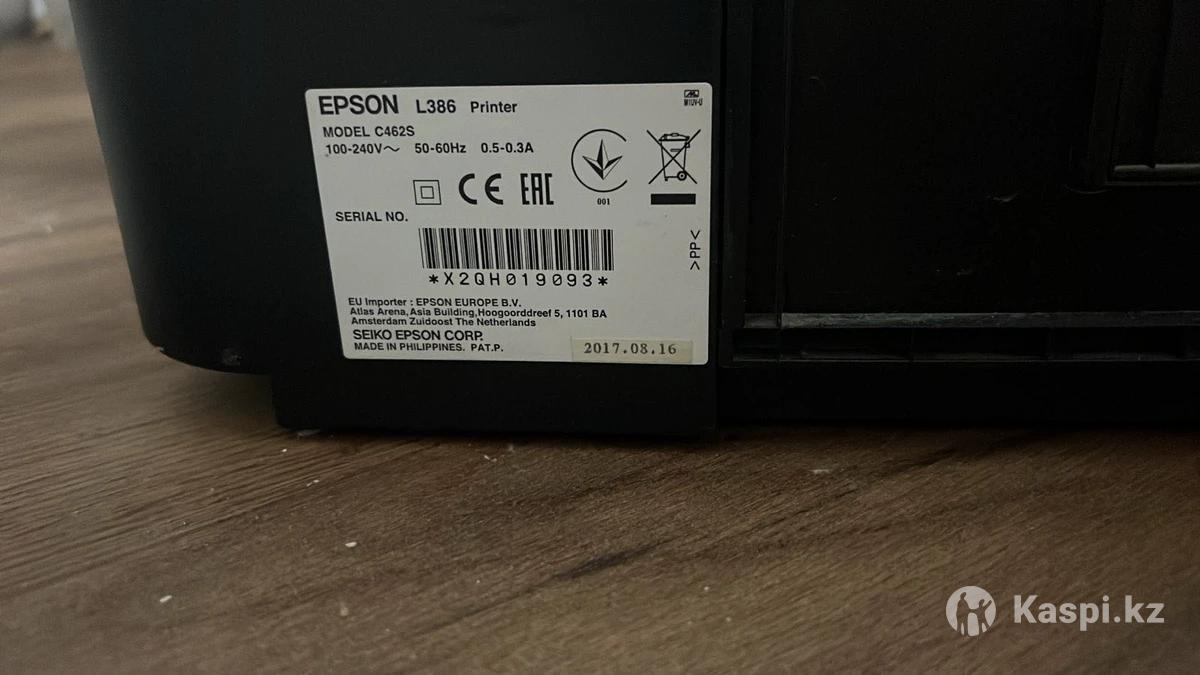 EPSON L386 Printer
M1UV-U
MODEL C462S
100-240V～ 50-60Hz 0.5-0.3A
CE EAC
001
SERIAL NO.
*X2QH019093*
>PP<
EU Importer : EPSON EUROPE B.V.
Atlas Arena, Asia Building, Hoogoorddreef 5, 1101 BA
Amsterdam Zuidoost The Netherlands
SEIKO EPSON CORP.
MADE IN PHILIPPINES. PAT.P.
2017.08.16
Kaspi.kz